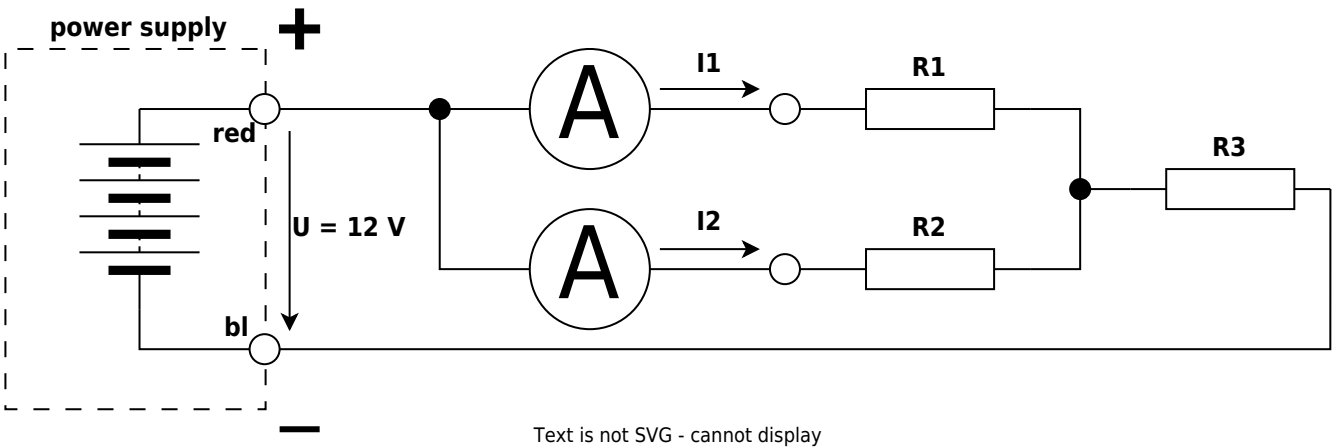 power supply
+
A
I1
R1
red
R3
U = 12 V
A
I2
R2
bl
−
Text is not SVG - cannot display